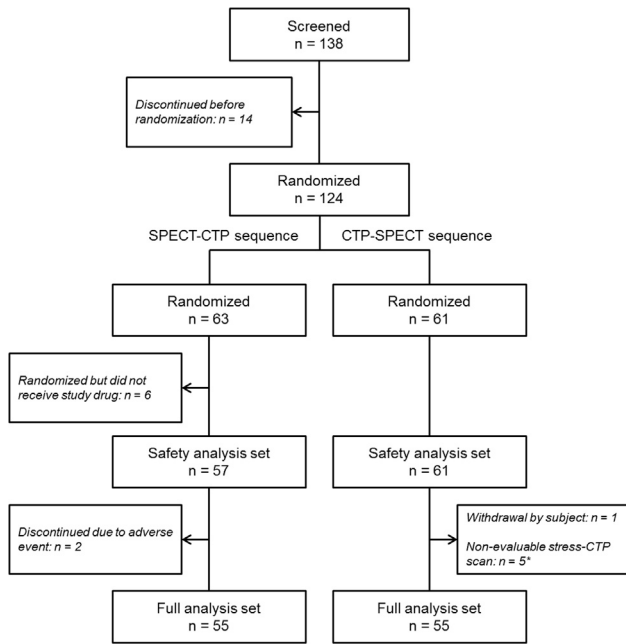 Screened
n = 138
Discontinued before
randomization: n = 14
Randomized
n = 124
SPECT-CTP sequence
CTP-SPECT sequence
Randomized
n = 63
Randomized
n = 61
Randomized but did not
receive study drug: n = 6
Safety analysis set
n = 57
Safety analysis set
n = 61
Discontinued due to adverse
event: n = 2
Withdrawal by subject: n = 1
Non-evaluable stress-CTP
scan: n = 5*
Full analysis set
n = 55
Full analysis set
n = 55